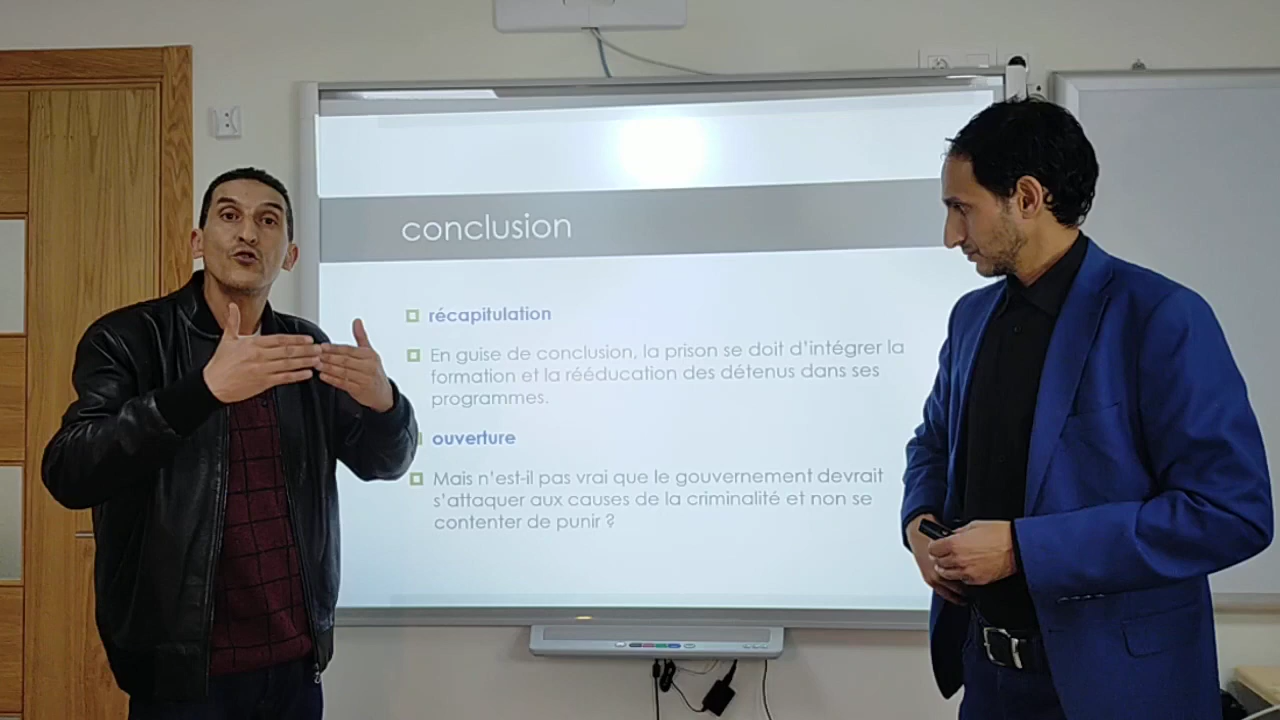 conclusion
récapitulation
En guise de conclusion, la prison se doit d'intégrer la
formation et la rééducation des détenus dans ses
programmes.
ouverture
Mais n'est-il pas vrai que le gouvernement devrait
s'attaquer aux causes de la criminalité et non se
contenter de punir ?